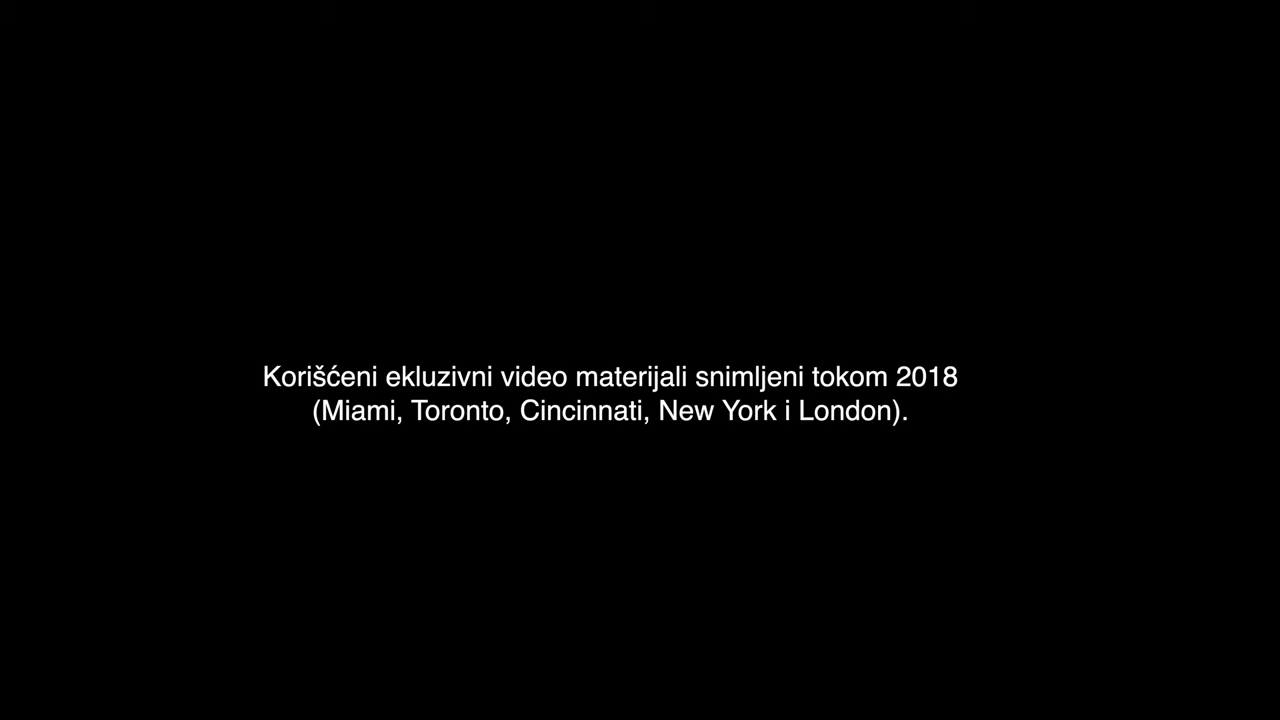 Korišćeni ekluzivni video materijali snimljeni tokom 2018
(Miami, Toronto, Cincinnati, New York i London).